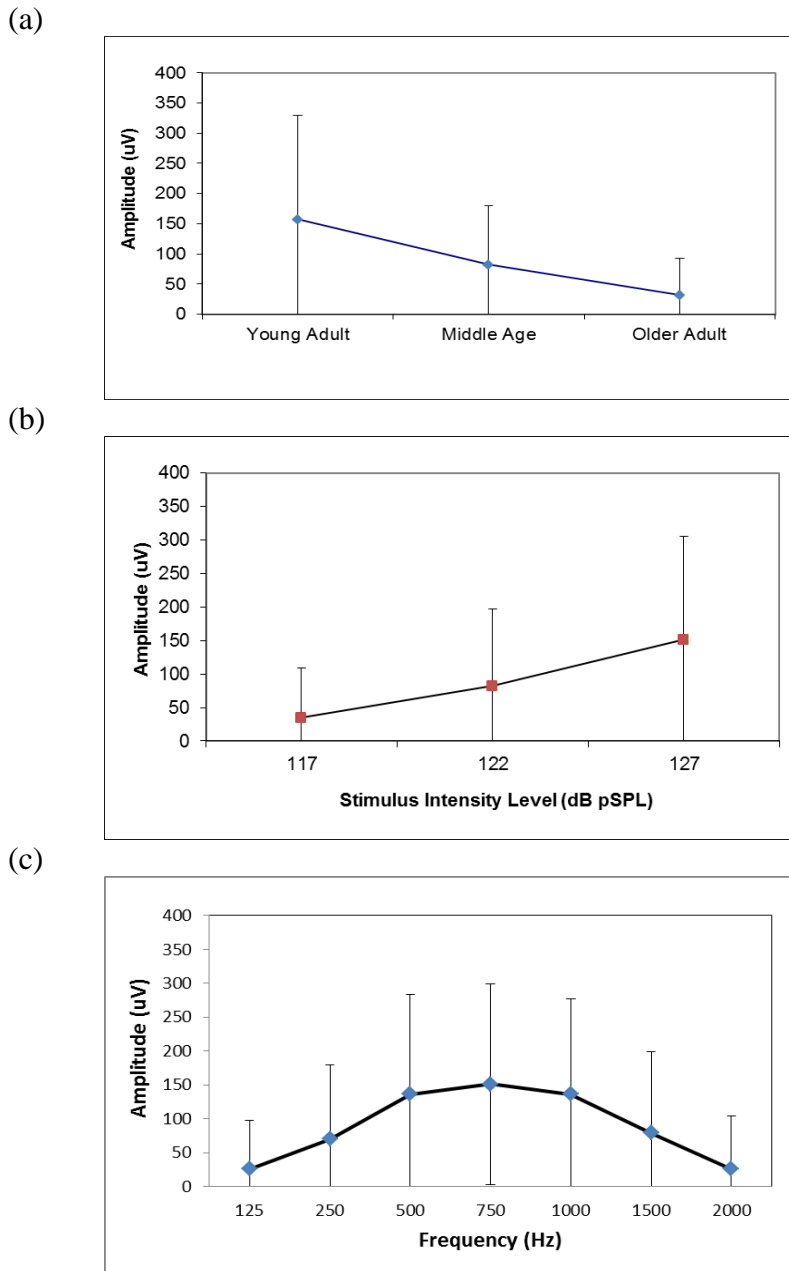 (a)
Amplitude (uV)
400
350
300
250
200
150
100
50
0
Young Adult Middle Age Older Adult
(b)
Amplitude (uV)
400
350
300
250
200
150
100
50
0
117 122 127
Stimulus Intensity Level (dB pSPL)
(c)
Amplitude (uV)
400
350
300
250
200
150
100
50
0
125 250 500 750 1000 1500 2000
Frequency (Hz)